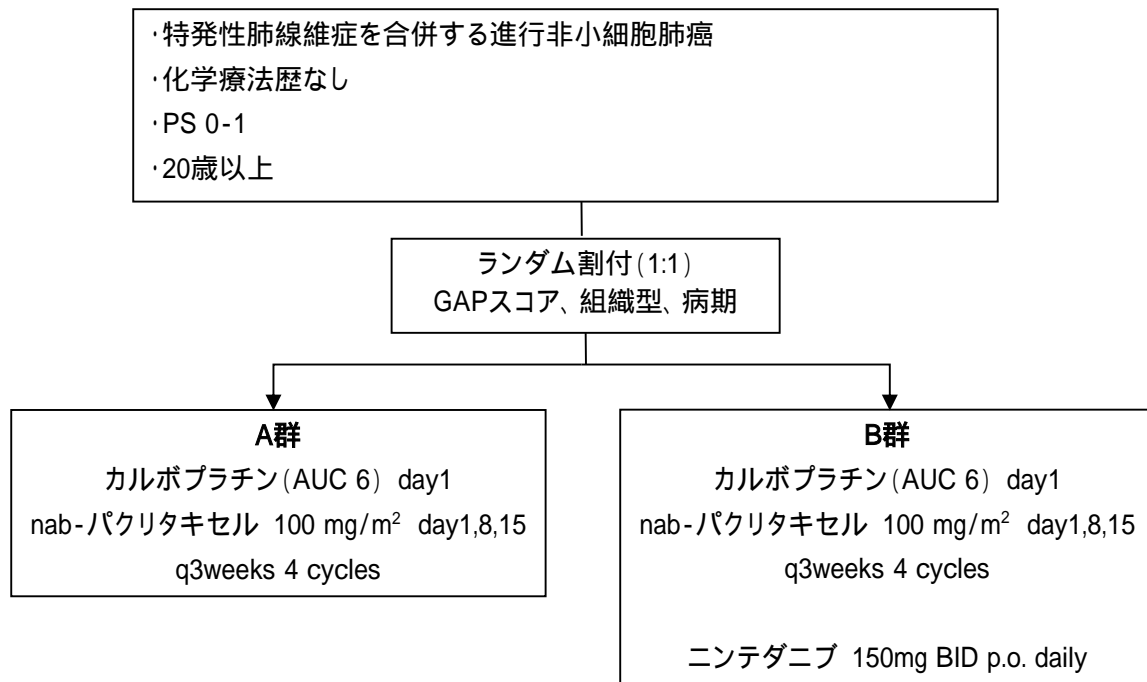 ･特発性肺線維症を合併する進行非小細胞肺癌
･化学療法歴なし
･PS 0-1
･20歳以上
ランダム割付(1:1)
GAPスコア、組織型、病期
A群
カルボプラチン(AUC 6) day1
nab-パクリタキセル 100 mg/m² day1,8,15
q3weeks 4 cycles
B群
カルボプラチン(AUC 6) day1
nab-パクリタキセル 100 mg/m² day1,8,15
q3weeks 4 cycles
ニンテダニブ 150mg BID p.o. daily